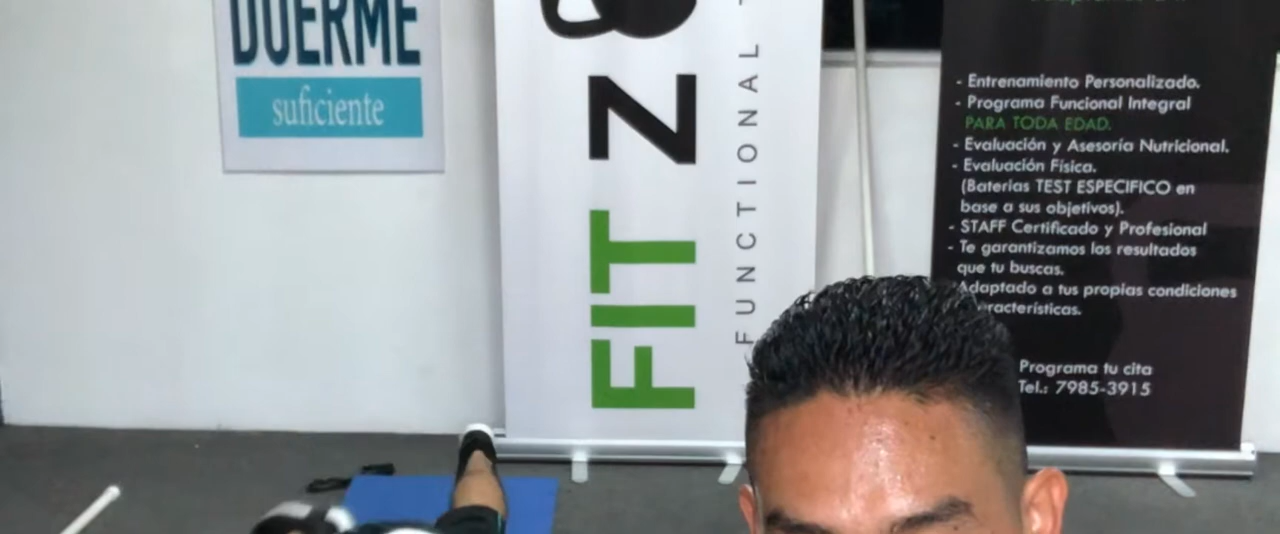 DUERME
suficiente
FIT Z
FUNCTIONAL
- Entrenamiento Personalizado.
- Programa Funcional Integral
PARA TODA EDAD.
- Evaluación y Asesoría Nutricional.
- Evaluación Física.
(Baterías TEST ESPECIFICO en
base a sus objetivos).
- STAFF Certificado y Profesional
- Te garantizamos los resultados
que tu buscas.
Adaptado a tus propias condiciones
racterísticas.
Programa tu cita
Tel.: 7985-3915